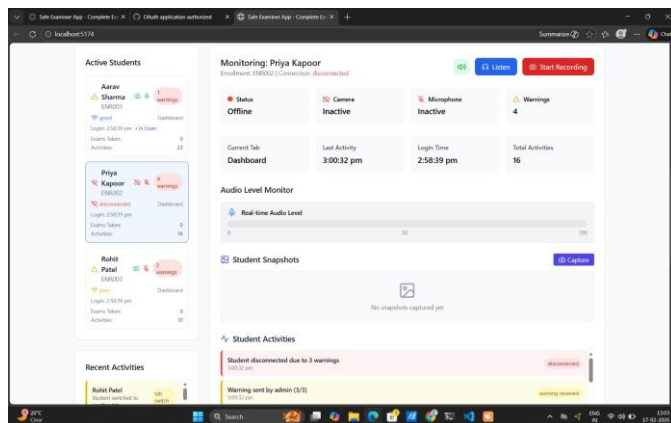 Safe Examiner App - Complete Ex
OAuth application authorized
Safe Examiner App - Complete Ex
localhost:5174
Summarize
Chat
Active Students
Aarav Sharma
1 warnings
ENR001
good
Dashboard
Login: 2:58:39 pm • In Exam
Exams Taken: 0
Activities: 22
Priya Kapoor
4 warnings
ENR002
disconnected
Dashboard
Login: 2:58:39 pm
Exams Taken: 0
Activities: 16
Rohit Patel
2 warnings
ENR003
poor
Dashboard
Login: 2:58:39 pm
Exams Taken: 0
Activities:
Recent Activities
Rohit Patel
Student switched to
tab switch
Monitoring: Priya Kapoor
Enrollment: ENR002 | Connection: disconnected
Listen
Start Recording
Status
Offline
Camera
Inactive
Microphone
Inactive
Warnings
4
Current Tab
Dashboard
Last Activity
3:00:32 pm
Login Time
2:58:39 pm
Total Activities
16
Audio Level Monitor
Real-time Audio Level
0 50 100
Student Snapshots
Capture
No snapshots captured yet
Student Activities
Student disconnected due to 3 warnings
3:00:32 pm
disconnected
Warning sent by admin (3/3)
3:00:32 pm
warning received
Clear
Search
ENG
IN